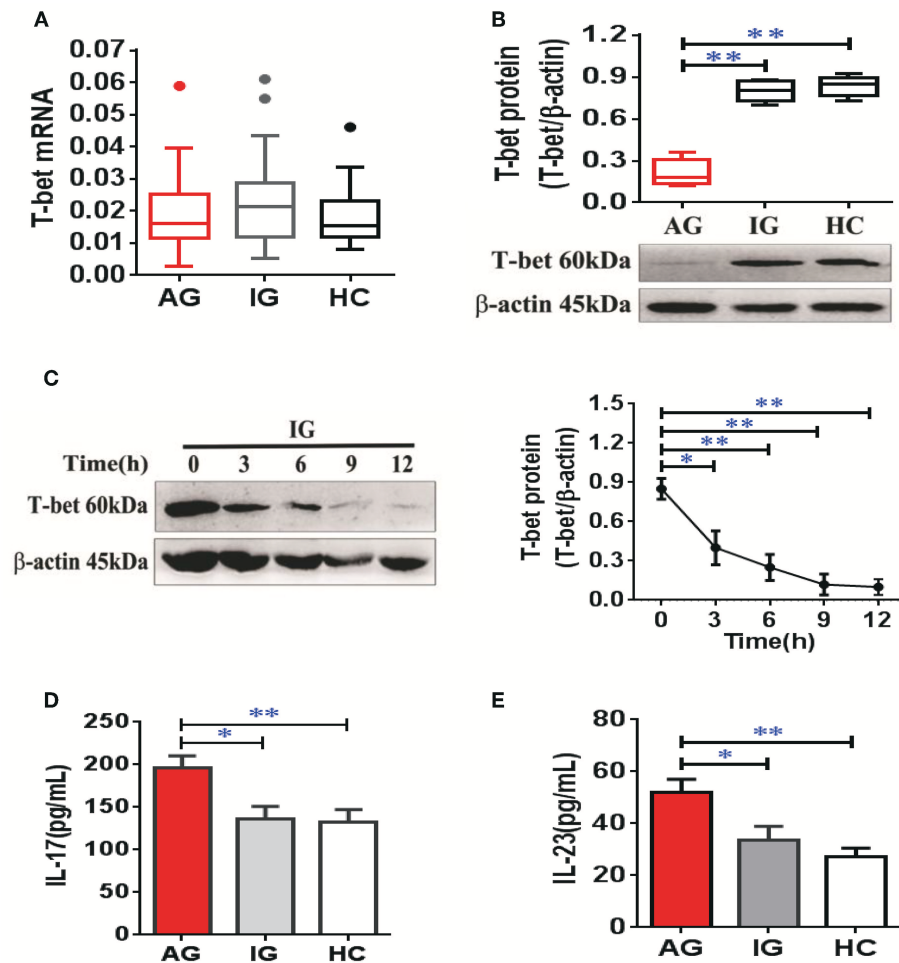 A
T-bet mRNA
0.07
0.06
0.05
0.04
0.03
0.02
0.01
0.00
AG IG HC
B
T-bet protein
(T-bet/β-actin)
1.2
0.9
0.6
0.3
0.0
**
**
AG IG HC
T-bet 60kDa
β-actin 45kDa
C
IG
Time(h) 0 3 6 9 12
T-bet 60kDa
β-actin 45kDa
T-bet protein
(T-bet/β-actin)
1.5
1.2
0.9
0.6
0.3
0.0
**
**
**
*
0 3 6 9 12
Time(h)
D
IL-17(pg/mL)
250
200
150
100
50
0
**
*
AG IG HC
E
IL-23(pg/mL)
80
60
40
20
0
**
*
AG IG HC